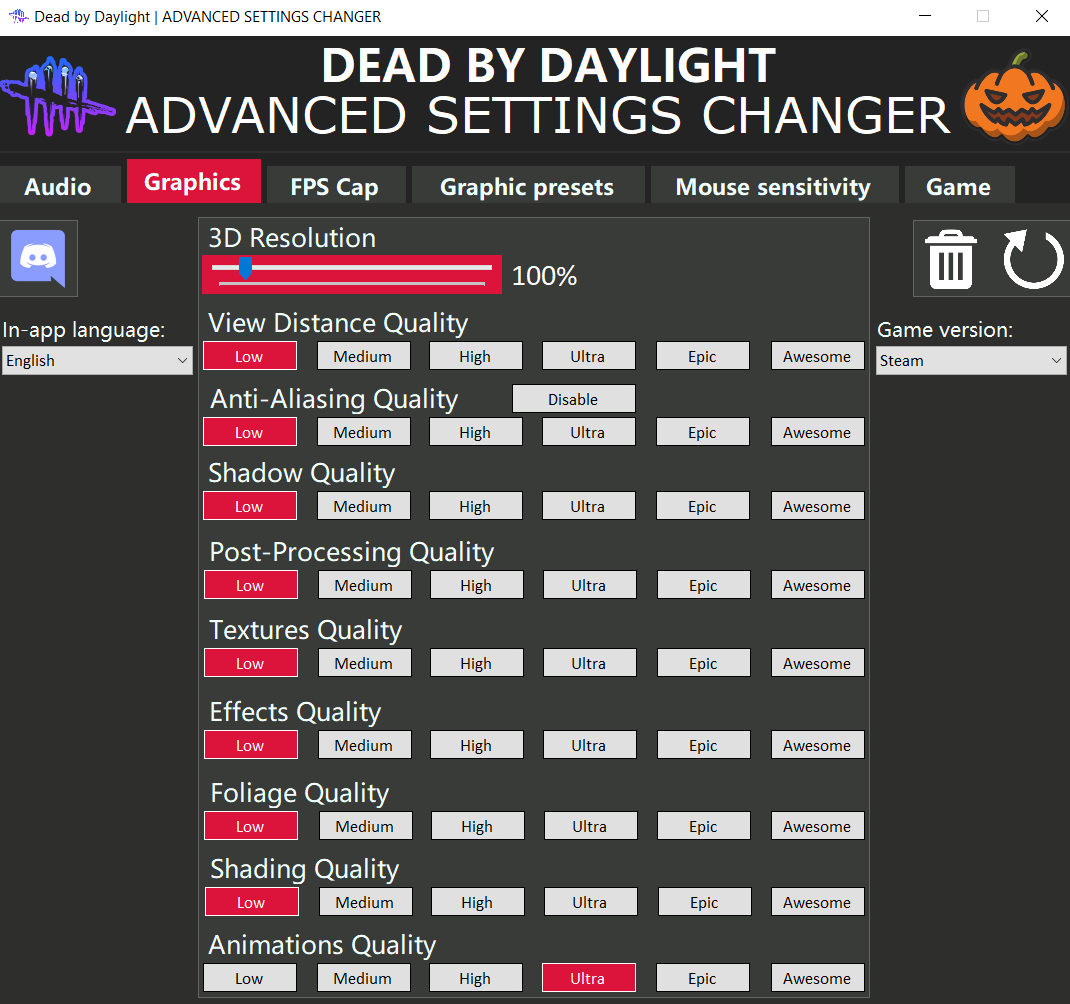 Dead by Daylight | ADVANCED SETTINGS CHANGER
DEAD BY DAYLIGHT
ADVANCED SETTINGS CHANGER
Audio Graphics FPS Cap Graphic presets Mouse sensitivity Game
In-app language:
English
3D Resolution
100%
View Distance Quality
Low Medium High Ultra Epic Awesome
Anti-Aliasing Quality Disable
Low Medium High Ultra Epic Awesome
Shadow Quality
Low Medium High Ultra Epic Awesome
Post-Processing Quality
Low Medium High Ultra Epic Awesome
Textures Quality
Low Medium High Ultra Epic Awesome
Effects Quality
Low Medium High Ultra Epic Awesome
Foliage Quality
Low Medium High Ultra Epic Awesome
Shading Quality
Low Medium High Ultra Epic Awesome
Animations Quality
Low Medium High Ultra Epic Awesome
Game version:
Steam